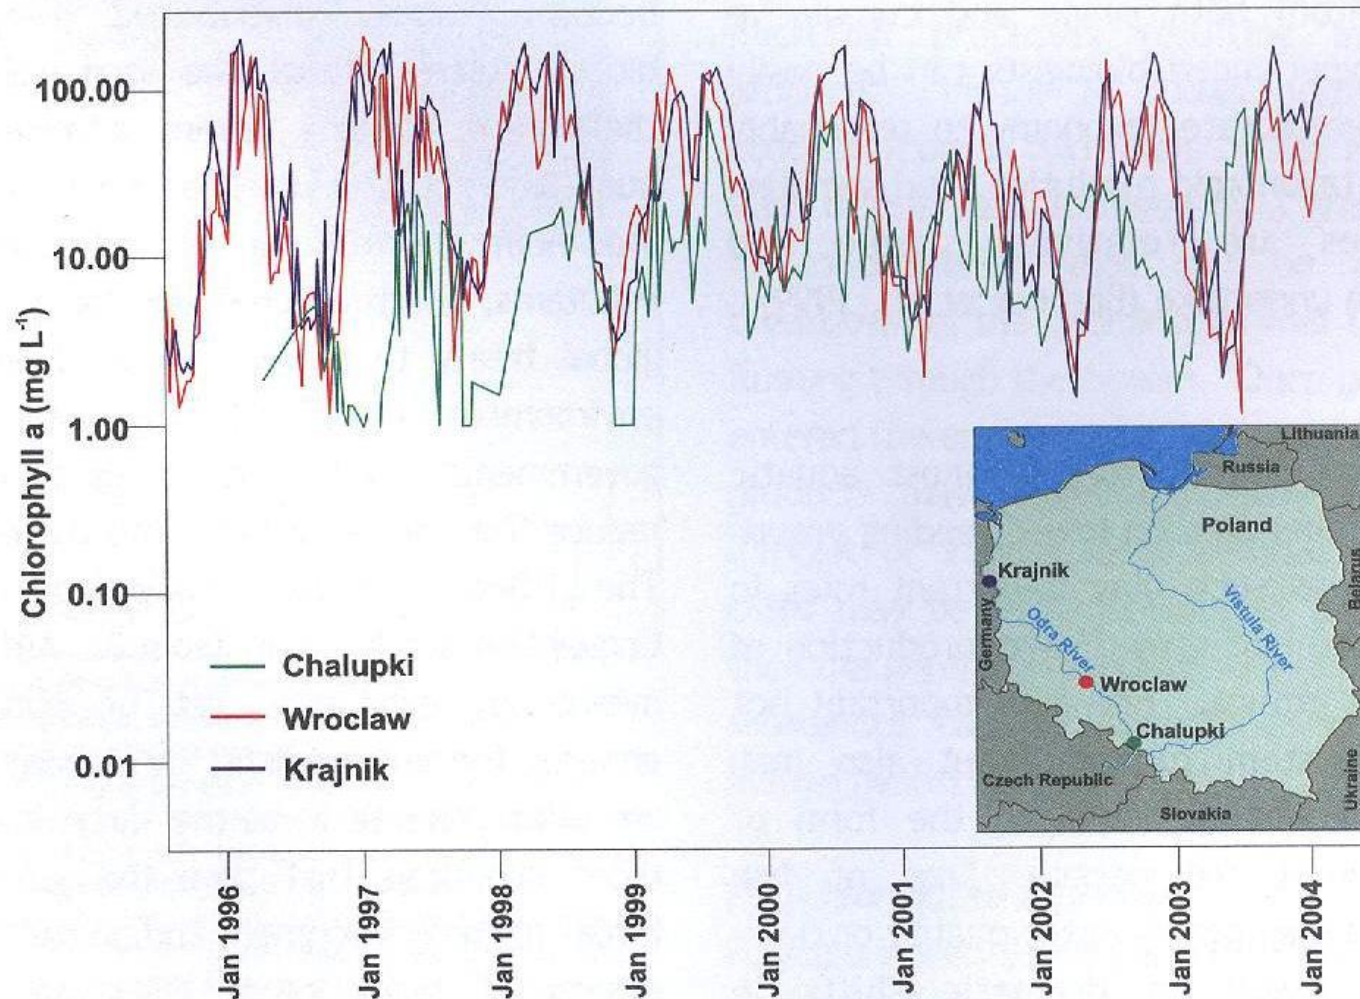 Chlorophyll a (mg L-1)
100.00
10.00
1.00
0.10
0.01
Chalupki
Wroclaw
Krajnik
Jan 1996
Jan 1997
Jan 1998
Jan 1999
Jan 2000
Jan 2001
Jan 2002
Jan 2003
Jan 2004
Lithuania
Russia
Poland
Krajnik
Belarus
Germany
Odra River
Vistula River
Wroclaw
Chalupki
Czech Republic
Slovakia
Ukraine